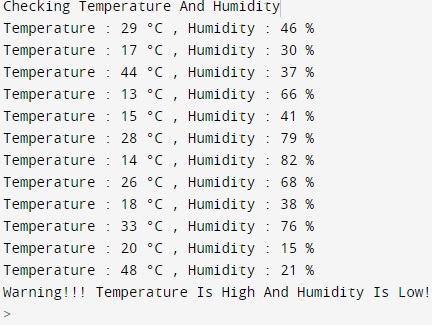 Checking Temperature And Humidity
Temperature : 29 °C , Humidity : 46 %
Temperature : 17 °C , Humidity : 30 %
Temperature : 44 °C , Humidity : 37 %
Temperature : 13 °C , Humidity : 66 %
Temperature : 15 °C , Humidity : 41 %
Temperature : 28 °C , Humidity : 79 %
Temperature : 14 °C , Humidity : 82 %
Temperature : 26 °C , Humidity : 68 %
Temperature : 18 °C , Humidity : 38 %
Temperature : 33 °C , Humidity : 76 %
Temperature : 20 °C , Humidity : 15 %
Temperature : 48 °C , Humidity : 21 %
Warning!!! Temperature Is High And Humidity Is Low!
>